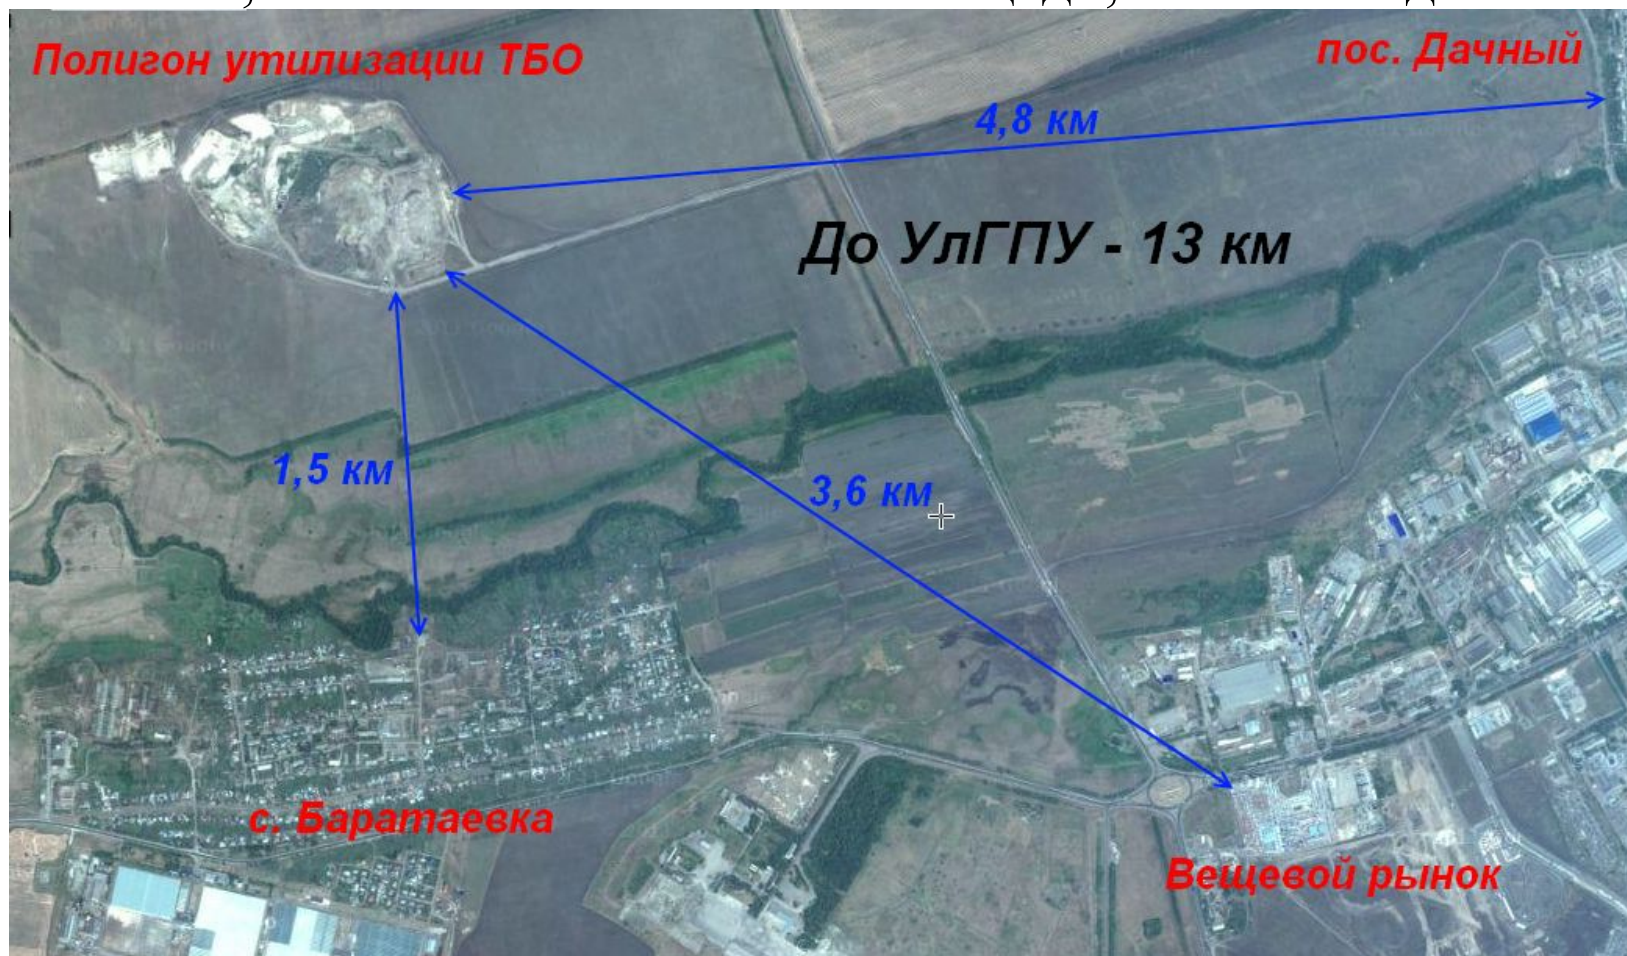 Полигон утилизации ТБО
пос. Дачный
4,8 км
До УлГПУ - 13 км
1,5 км
3,6 км
с. Баратаевка
Вещевой рынок